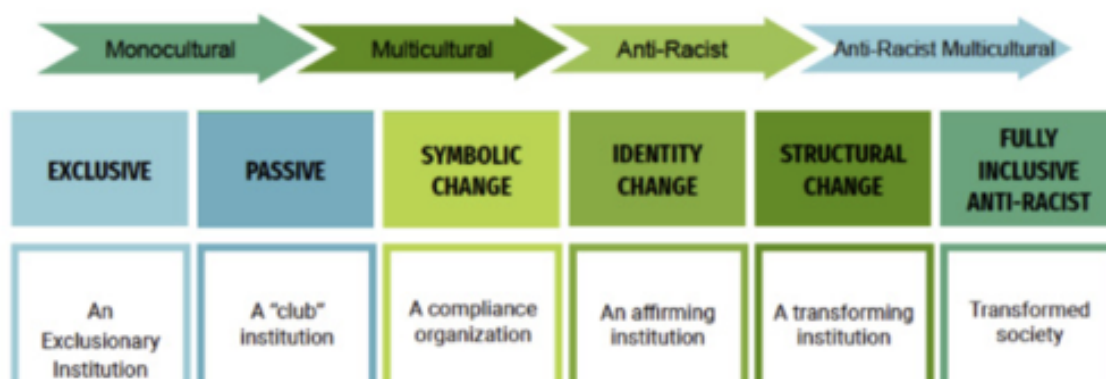 Monocultural
Multicultural
Anti-Racist
Anti-Racist Multicultural
EXCLUSIVE
PASSIVE
SYMBOLIC
CHANGE
IDENTITY
CHANGE
STRUCTURAL
CHANGE
FULLY
INCLUSIVE
ANTI-RACIST
An
Exclusionary
Institution
A "club"
institution
A compliance
organization
An affirming
institution
A transforming
institution
Transformed
society